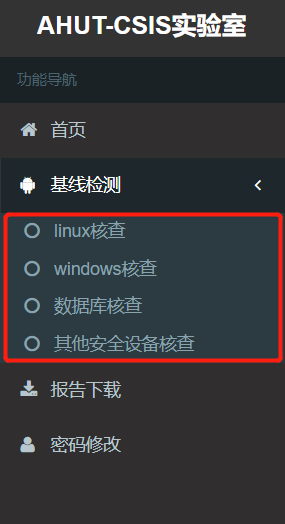 AHUT-CSIS实验室
功能导航
首页
基线检测
linux核查
windows核查
数据库核查
其他安全设备核查
报告下载
密码修改